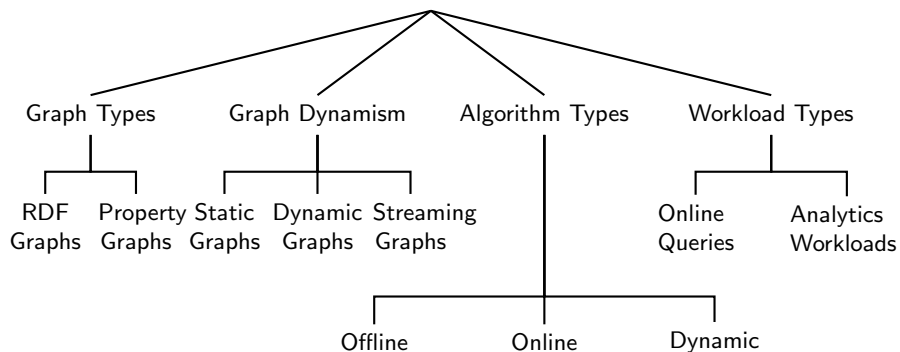 Graph Types
Graph Dynamism
Algorithm Types
Workload Types
RDF
Graphs
Property
Graphs
Static
Graphs
Dynamic
Graphs
Streaming
Graphs
Online
Queries
Analytics
Workloads
Offline
Online
Dynamic